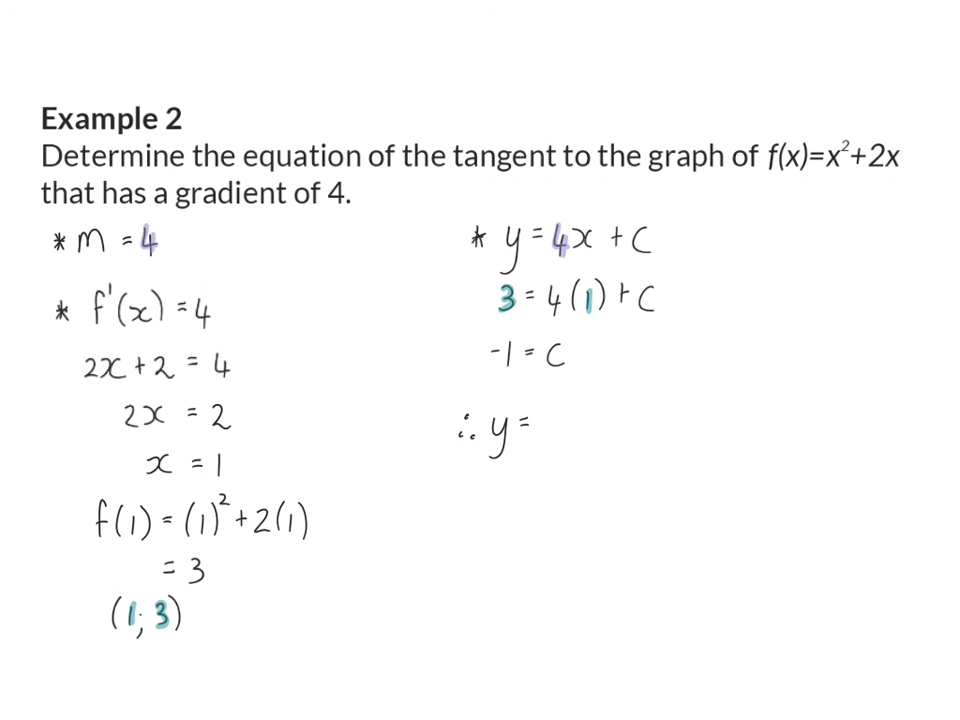 Example 2
Determine the equation of the tangent to the graph of f(x)=x²+2x
that has a gradient of 4.
* m = 4
* f'(x) = 4
2x + 2 = 4
2x = 2
x = 1
f(1) = (1)² + 2(1)
= 3
(1; 3)
* y = 4x + C
3 = 4(1) + C
-1 = C
∴ y =